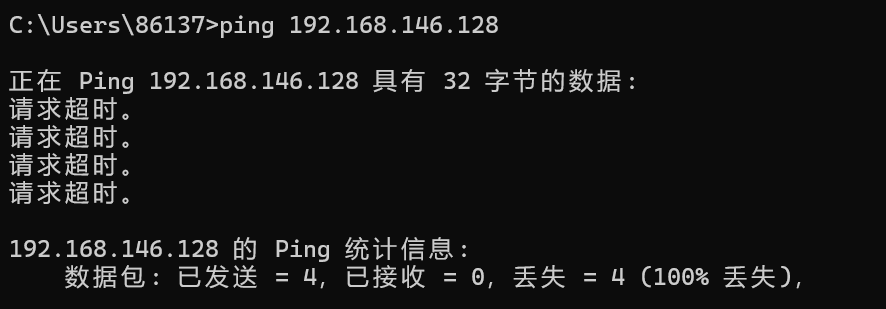 C:\Users\86137>ping 192.168.146.128
正在 Ping 192.168.146.128 具有 32 字节的数据:
请求超时。
请求超时。
请求超时。
请求超时。
192.168.146.128 的 Ping 统计信息:
数据包: 已发送 = 4, 已接收 = 0, 丢失 = 4 (100% 丢失),